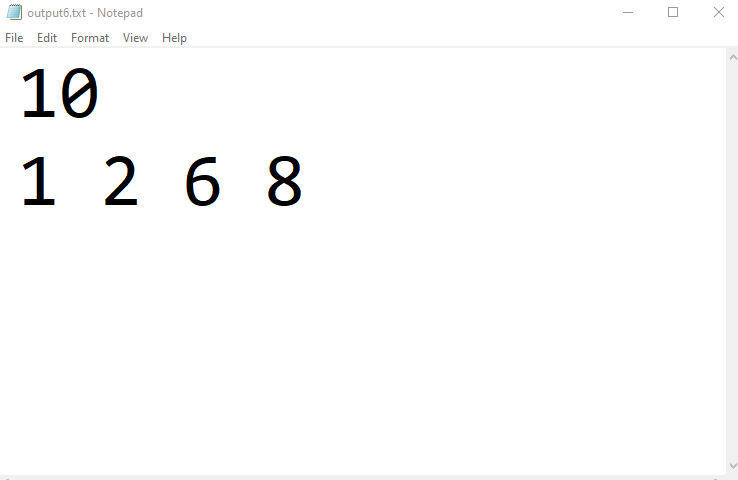 output6.txt - Notepad
File Edit Format View Help
10
1 2 6 8